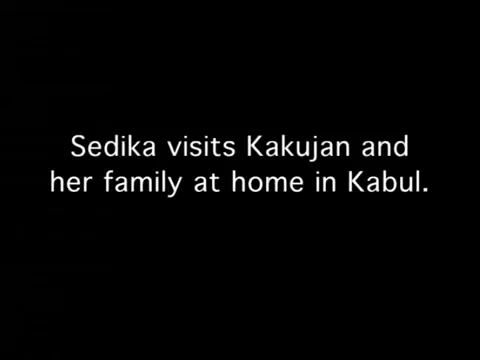 Sedika visits Kakujan and
her family at home in Kabul.